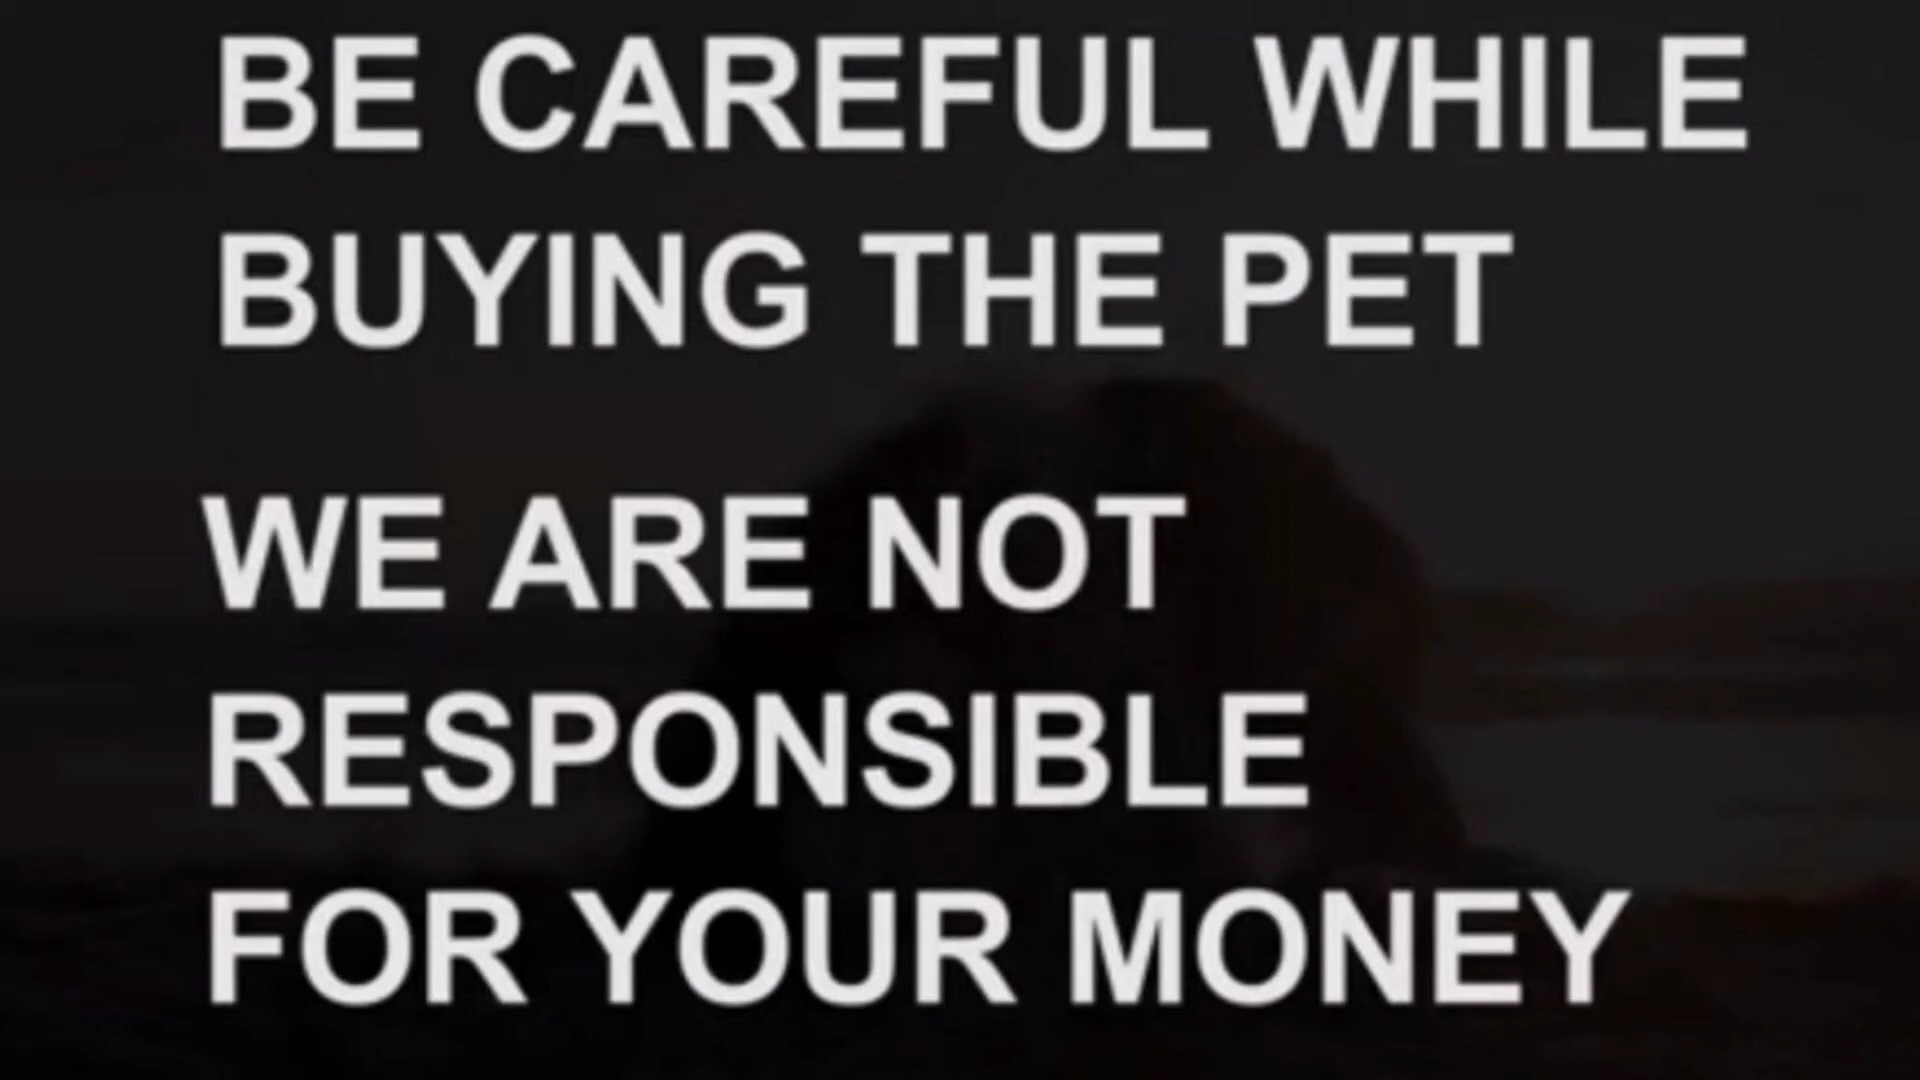 BE CAREFUL WHILE
BUYING THE PET
WE ARE NOT
RESPONSIBLE
FOR YOUR MONEY